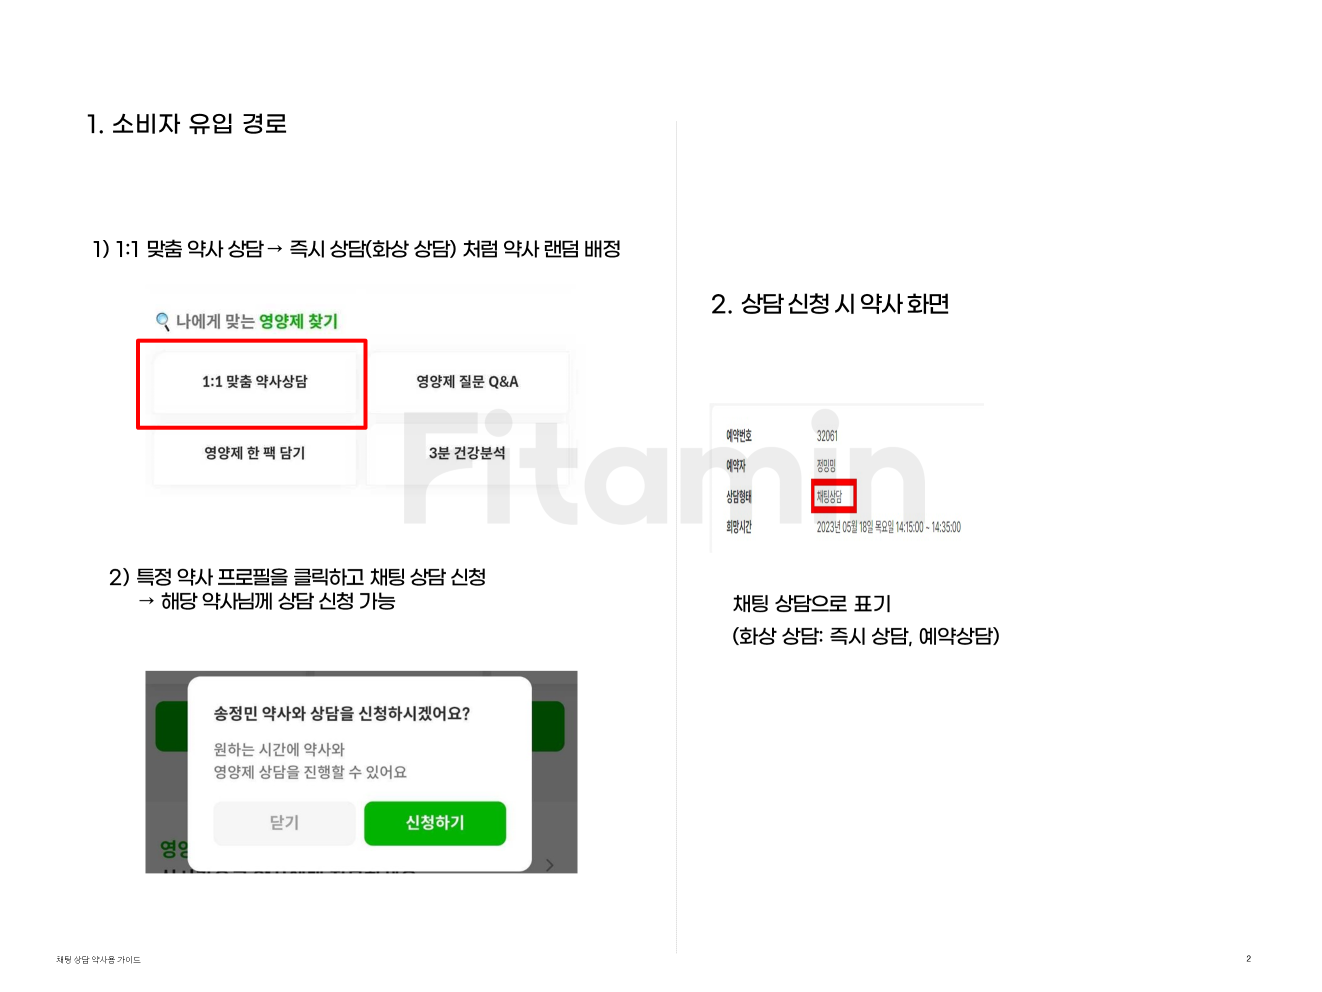 1. 소비자 유입 경로
1) 1:1 맞춤 약사 상담 → 즉시 상담(화상 상담) 처럼 약사 랜덤 배정
나에게 맞는 영양제 찾기
1:1 맞춤 약사상담
영양제 질문 Q&A
영양제 한 팩 담기
3분 건강분석
2) 특정 약사 프로필을 클릭하고 채팅 상담 신청
→ 해당 약사님께 상담 신청 가능
송정민 약사와 상담을 신청하시겠어요?
원하는 시간에 약사와
영양제 상담을 진행할 수 있어요
닫기
신청하기
영양
2. 상담 신청 시 약사 화면
예약번호 32061
예약자 정밍밍
상담형태 채팅상담
희망시간 2023년 05월 18일 목요일 14:15:00 ~ 14:35:00
채팅 상담으로 표기
(화상 상담: 즉시 상담, 예약상담)
Fitamin
채팅 상담 약사용 가이드
2